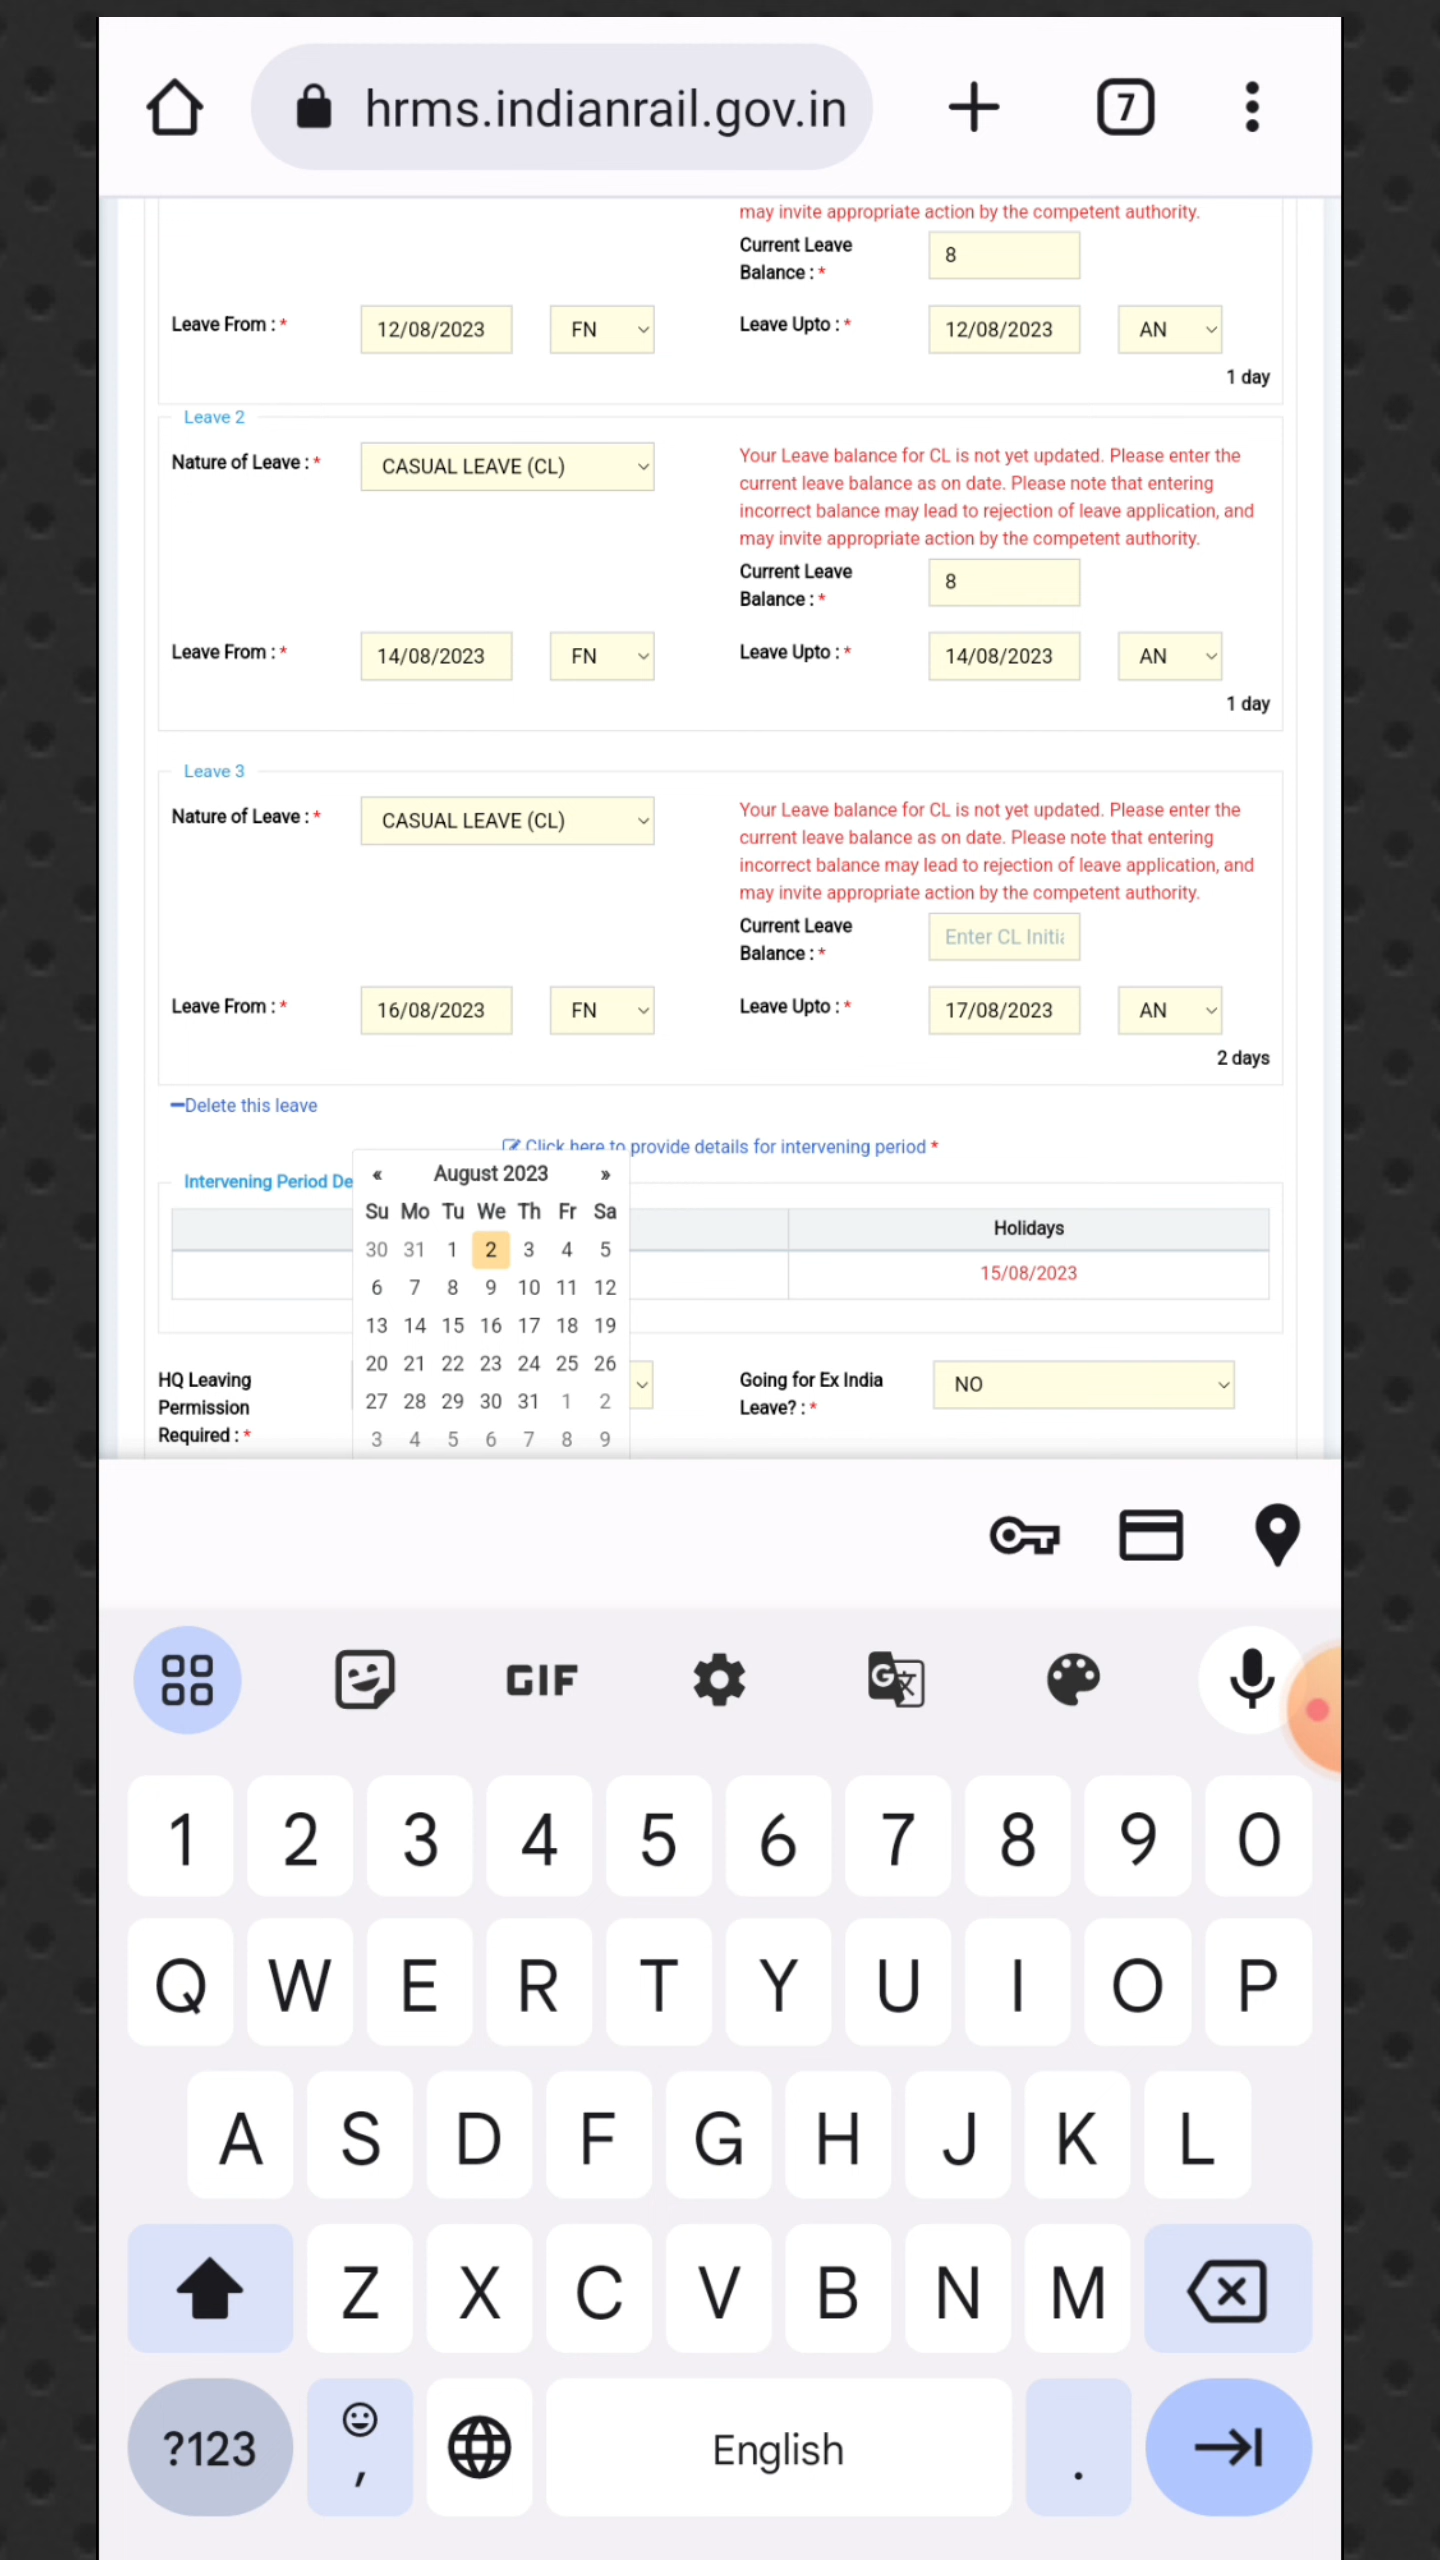 hrms.indianrail.gov.in
7
may invite appropriate action by the competent authority.
Current Leave
Balance : *
8
Leave From : *
12/08/2023
FN
Leave Upto : *
12/08/2023
AN
1 day
Leave 2
Nature of Leave : *
CASUAL LEAVE (CL)
Your Leave balance for CL is not yet updated. Please enter the
current leave balance as on date. Please note that entering
incorrect balance may lead to rejection of leave application, and
may invite appropriate action by the competent authority.
Current Leave
Balance : *
8
Leave From : *
14/08/2023
FN
Leave Upto : *
14/08/2023
AN
1 day
Leave 3
Nature of Leave : *
CASUAL LEAVE (CL)
Your Leave balance for CL is not yet updated. Please enter the
current leave balance as on date. Please note that entering
incorrect balance may lead to rejection of leave application, and
may invite appropriate action by the competent authority.
Current Leave
Balance : *
Enter CL Initia
Leave From : *
16/08/2023
FN
Leave Upto : *
17/08/2023
AN
2 days
Delete this leave
Click here to provide details for intervening period *
Intervening Period De
Holidays
15/08/2023
« August 2023 »
Su Mo Tu We Th Fr Sa
30 31 1 2 3 4 5
6 7 8 9 10 11 12
13 14 15 16 17 18 19
20 21 22 23 24 25 26
27 28 29 30 31 1 2
3 4 5 6 7 8 9
HQ Leaving
Permission
Required : *
Going for Ex India
Leave? : *
NO
GIF
G文
1 2 3 4 5 6 7 8 9 0
Q W E R T Y U I O P
A S D F G H J K L
Z X C V B N M
?123 , English .